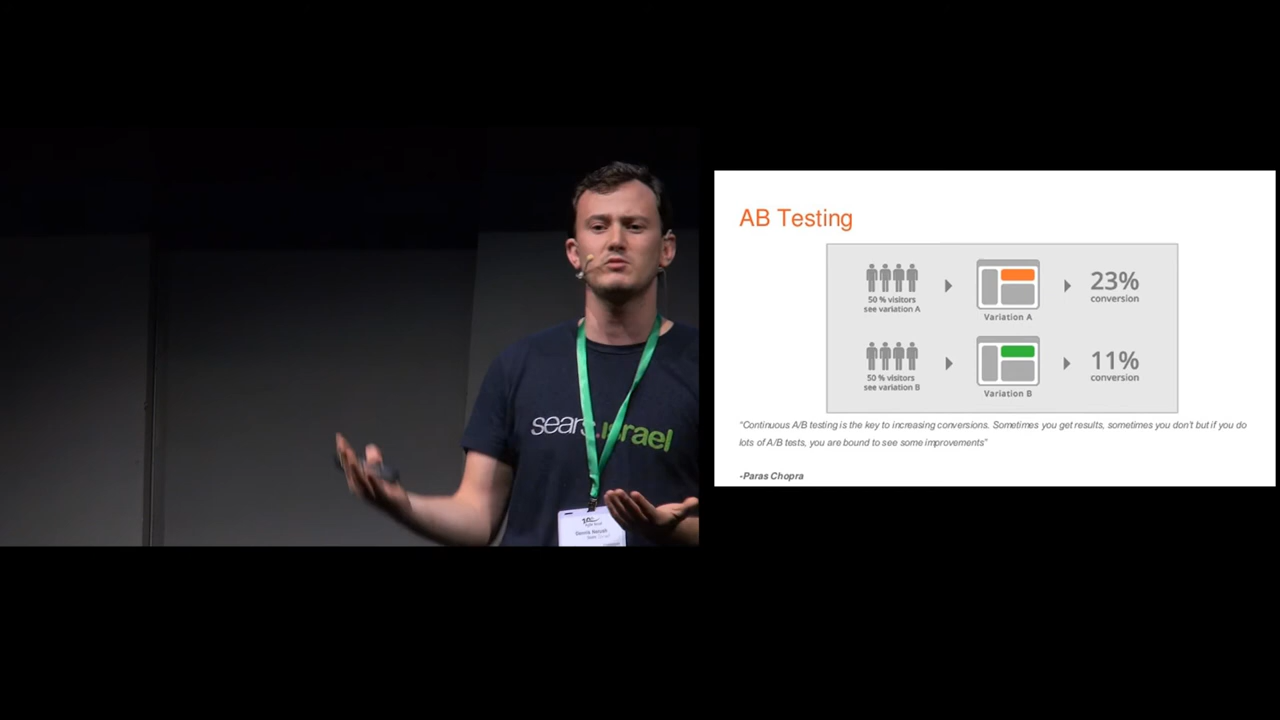 sears.israel
AB Testing
50 % visitors
see variation A
Variation A
23%
conversion
50 % visitors
see variation B
Variation B
11%
conversion
“Continuous A/B testing is the key to increasing conversions. Sometimes you get results, sometimes you don't but if you do
lots of A/B tests, you are bound to see some improvements”
-Paras Chopra